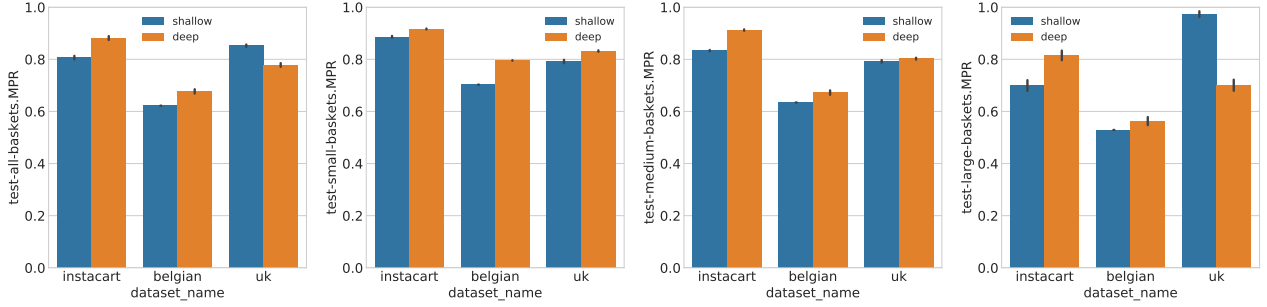 test-all-baskets.MPR
1.0
0.8
0.6
0.4
0.2
0.0
shallow
deep
instacart belgian uk
dataset_name
test-small-baskets.MPR
1.0
0.8
0.6
0.4
0.2
0.0
shallow
deep
instacart belgian uk
dataset_name
test-medium-baskets.MPR
1.0
0.8
0.6
0.4
0.2
0.0
shallow
deep
instacart belgian uk
dataset_name
test-large-baskets.MPR
1.0
0.8
0.6
0.4
0.2
0.0
shallow
deep
instacart belgian uk
dataset_name